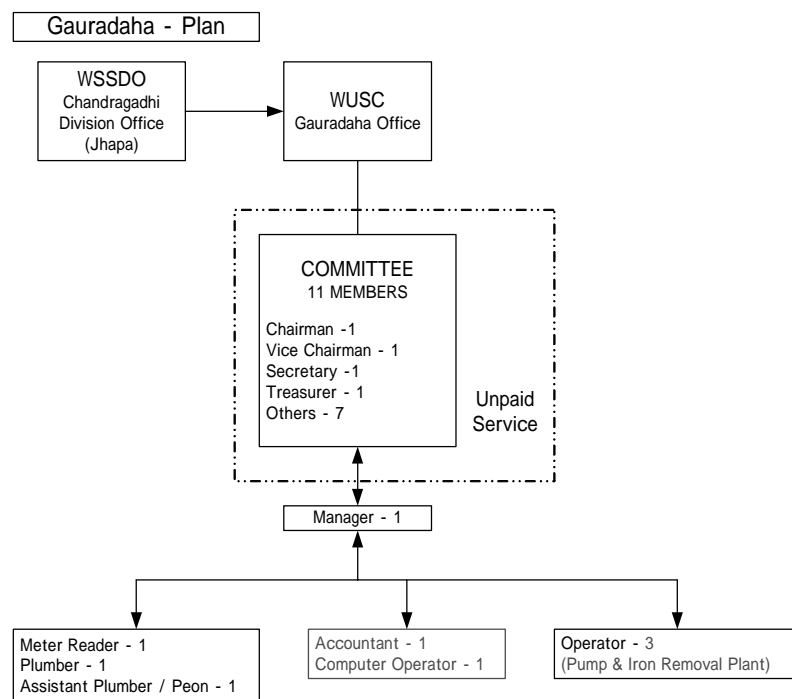 Gauradaha - Plan
WSSDO
Chandragadhi
Division Office
(Jhapa)
WUSC
Gauradaha Office
COMMITTEE
11 MEMBERS
Chairman -1
Vice Chairman - 1
Secretary -1
Treasurer - 1
Others - 7
Unpaid
Service
Manager - 1
Meter Reader - 1
Plumber - 1
Assistant Plumber / Peon - 1
Accountant - 1
Computer Operator - 1
Operator - 3
(Pump & Iron Removal Plant)